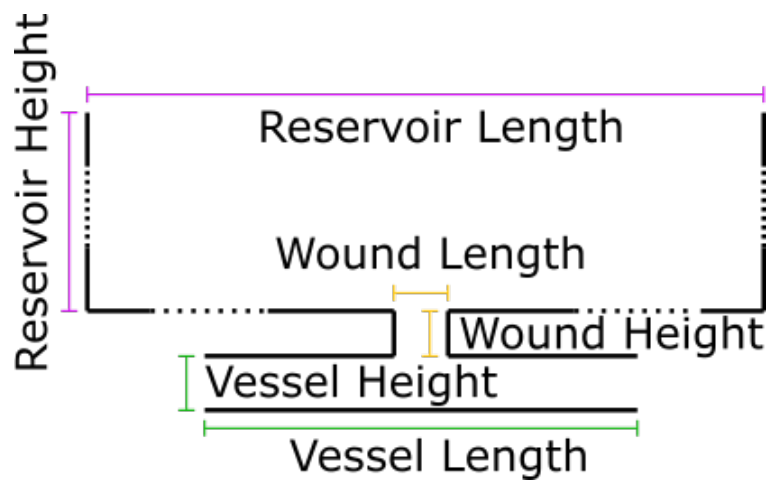 Reservoir Height
Reservoir Length
Wound Length
Wound Height
Vessel Height
Vessel Length